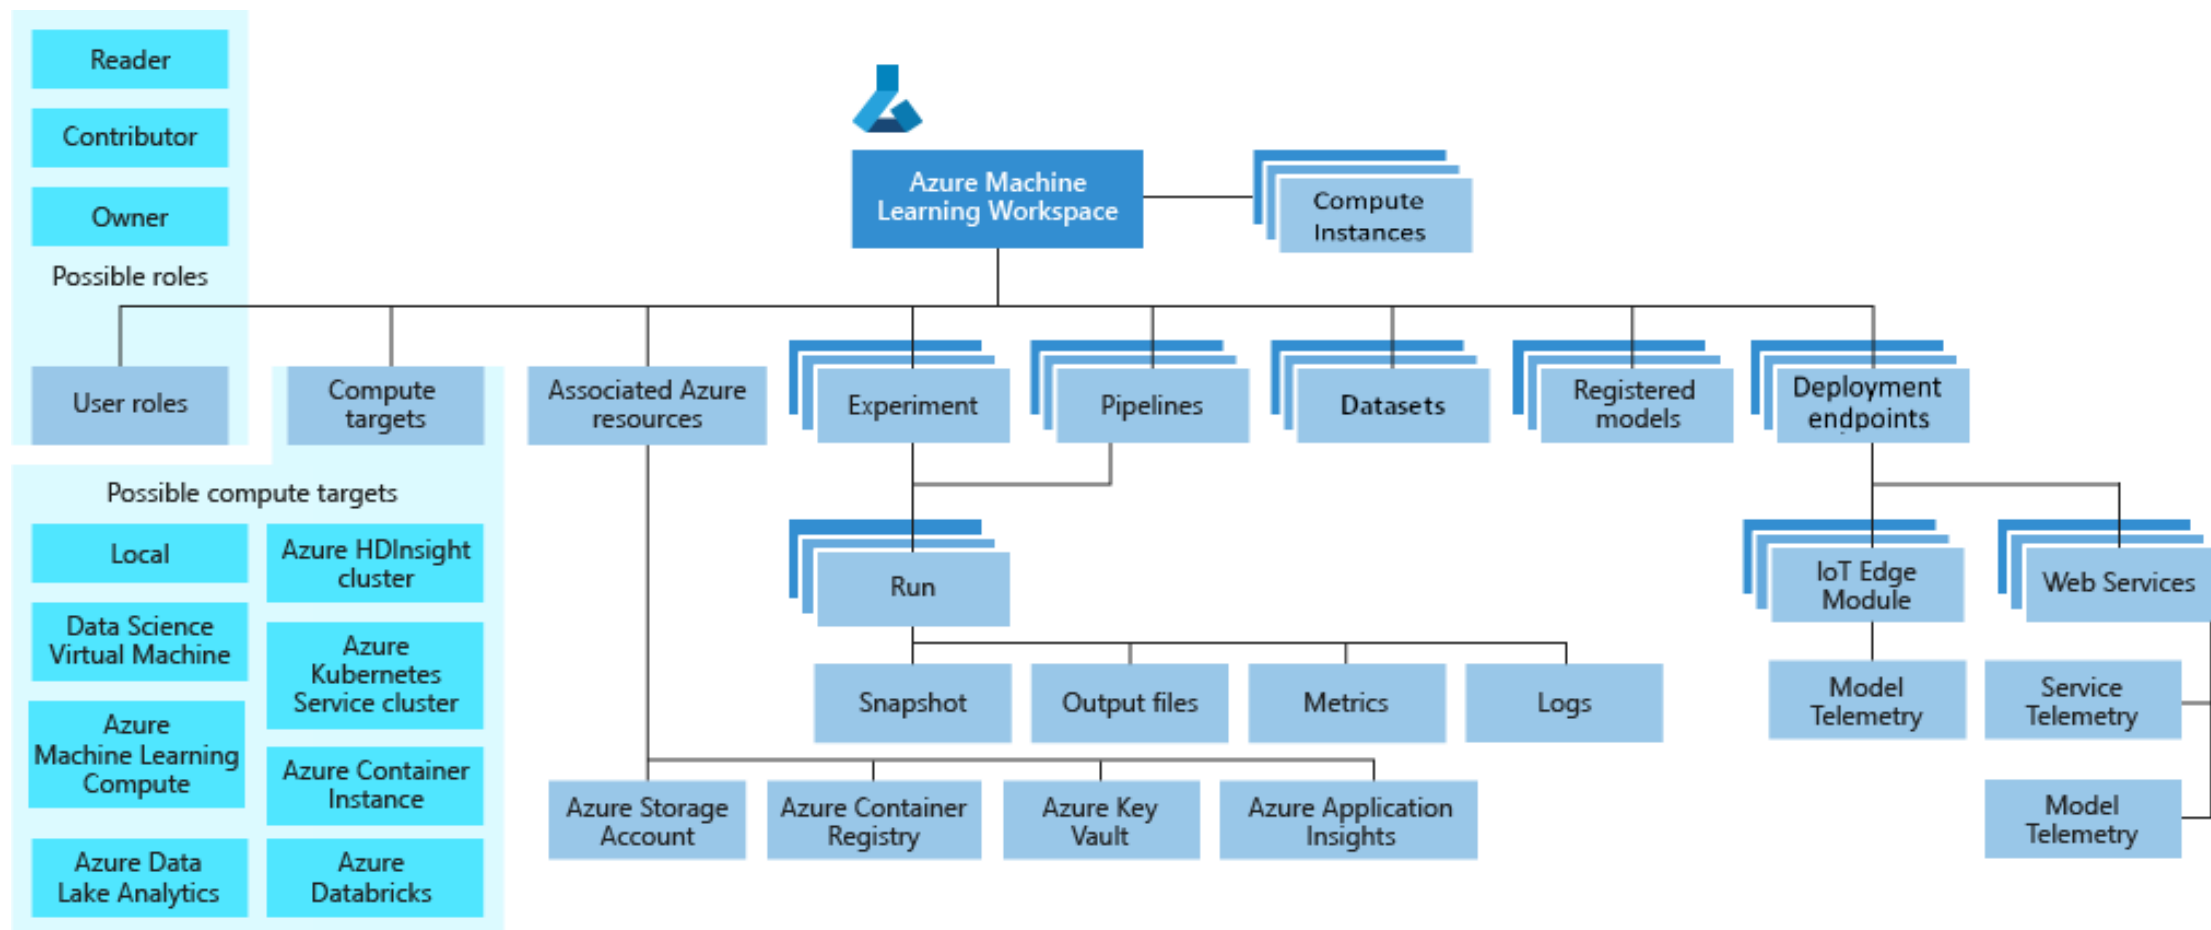 Reader
Contributor
Owner
Possible roles
Azure Machine
Learning Workspace
Compute
Instances
User roles
Compute
targets
Associated Azure
resources
Experiment
Pipelines
Datasets
Registered
models
Deployment
endpoints
Possible compute targets
Local
Azure HDInsight
cluster
Data Science
Virtual Machine
Azure
Kubernetes
Service cluster
Azure
Machine Learning
Compute
Azure Container
Instance
Azure Data
Lake Analytics
Azure
Databricks
Run
IoT Edge
Module
Web Services
Snapshot
Output files
Metrics
Logs
Model
Telemetry
Service
Telemetry
Azure Storage
Account
Azure Container
Registry
Azure Key
Vault
Azure Application
Insights
Model
Telemetry